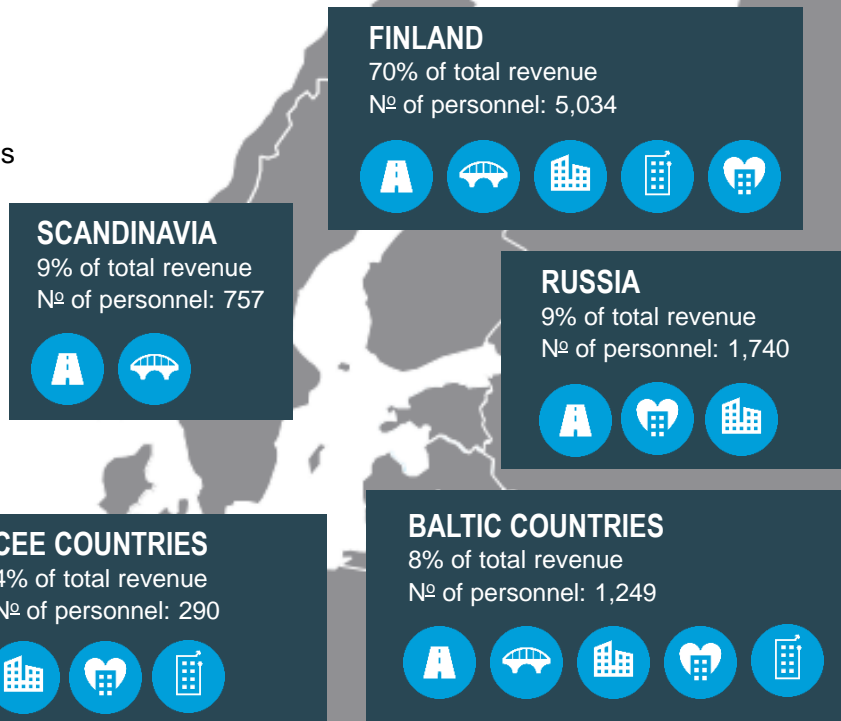 FINLAND
70% of total revenue
Nº of personnel: 5,034
s
SCANDINAVIA
9% of total revenue
Nº of personnel: 757
RUSSIA
9% of total revenue
Nº of personnel: 1,740
CEE COUNTRIES
4% of total revenue
Nº of personnel: 290
BALTIC COUNTRIES
8% of total revenue
Nº of personnel: 1,249